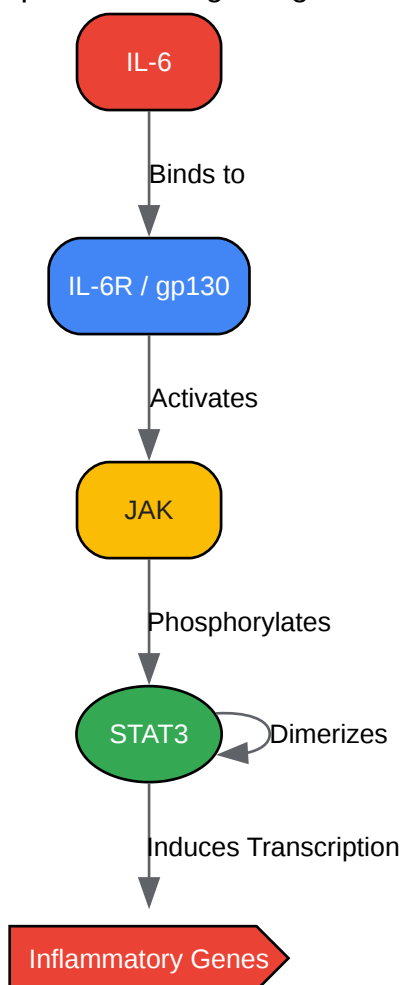 IL-6
Binds to
IL-6R / gp130
Activates
JAK
Phosphorylates
STAT3
Dimerizes
Induces Transcription
Inflammatory Genes